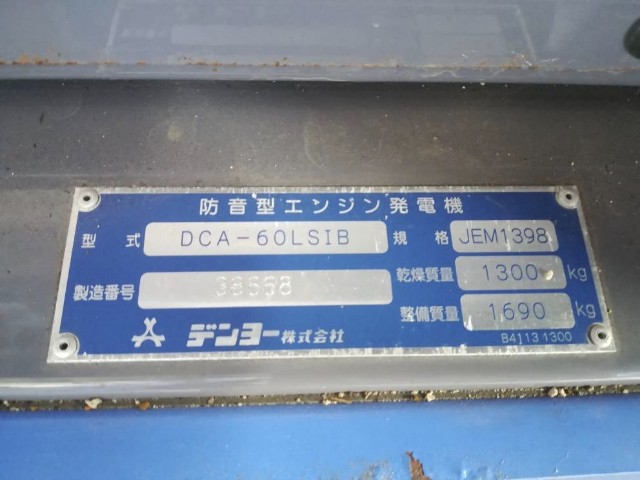 防音型エンジン発電機
型式 DCA-60LSIB 規格 JEM1398
製造番号 乾燥質量 1300 kg
整備質量 1690 kg
デンヨー株式会社
B4113 1300